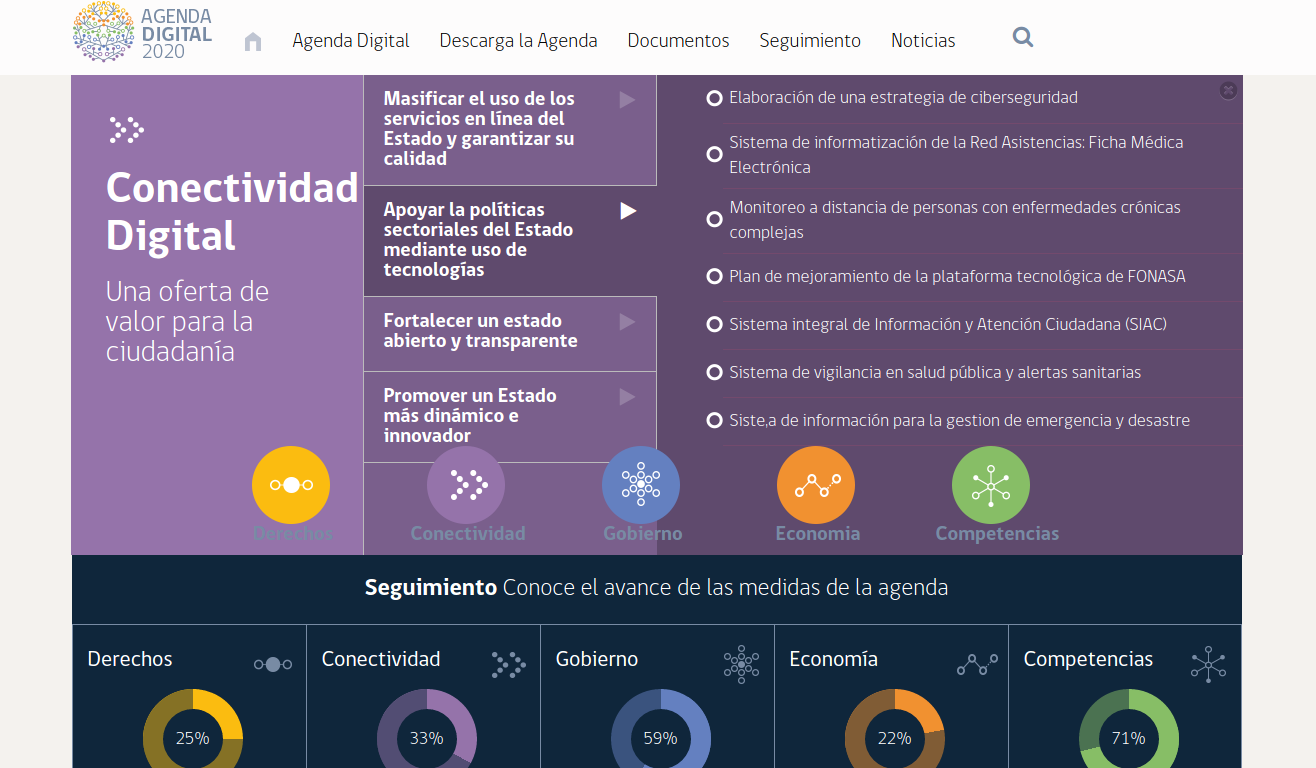 AGENDA
DIGITAL
2020
Agenda Digital
Descarga la Agenda
Documentos
Seguimiento
Noticias
Conectividad
Digital
Una oferta de
valor para la
ciudadanía
Masificar el uso de los
servicios en línea del
Estado y garantizar su
calidad
Apoyar la políticas
sectoriales del Estado
mediante uso de
tecnologías
Fortalecer un estado
abierto y transparente
Promover un Estado
más dinámico e
innovador
Elaboración de una estrategia de ciberseguridad
Sistema de informatización de la Red Asistencias: Ficha Médica
Electrónica
Monitoreo a distancia de personas con enfermedades crónicas
complejas
Plan de mejoramiento de la plataforma tecnológica de FONASA
Sistema integral de Información y Atención Ciudadana (SIAC)
Sistema de vigilancia en salud pública y alertas sanitarias
Siste,a de información para la gestion de emergencia y desastre
Derechos
Conectividad
Gobierno
Economia
Competencias
Seguimiento Conoce el avance de las medidas de la agenda
Derechos
Conectividad
Gobierno
Economía
Competencias
25%
33%
59%
22%
71%